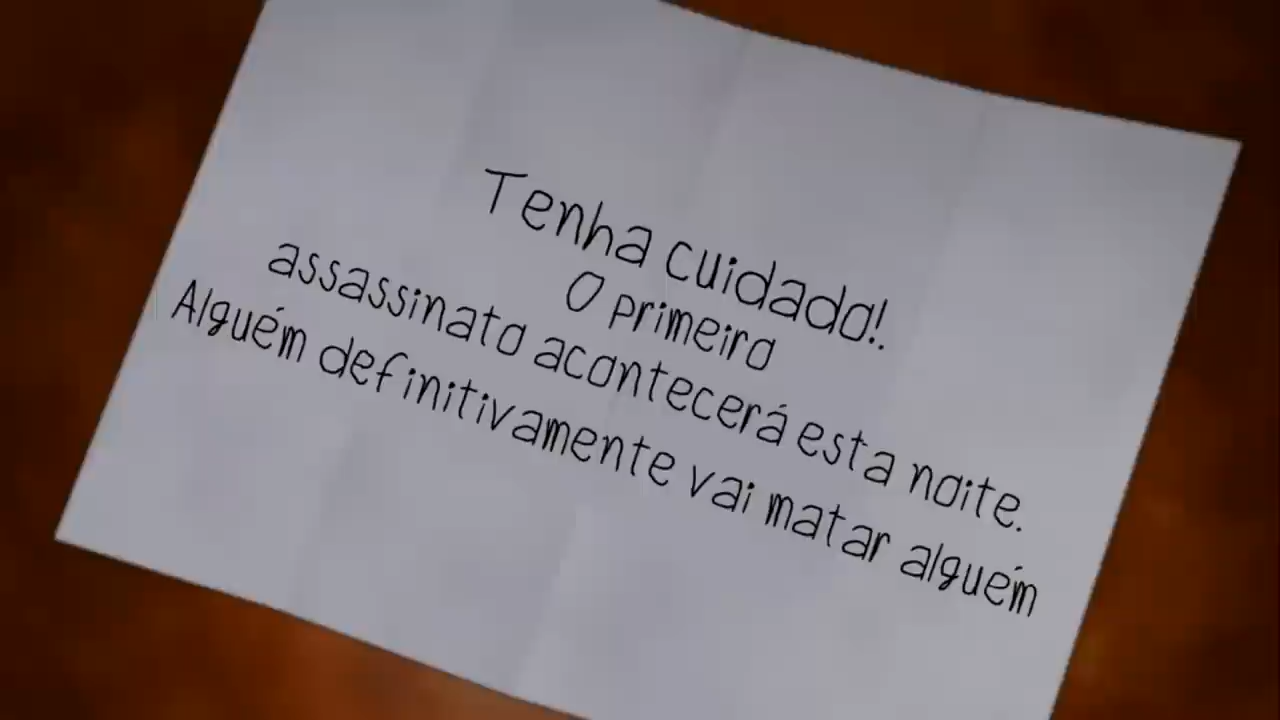 Tenha cuidado!.
O primeiro
assassinato acontecerá esta noite.
Alguém definitivamente vai matar alguém